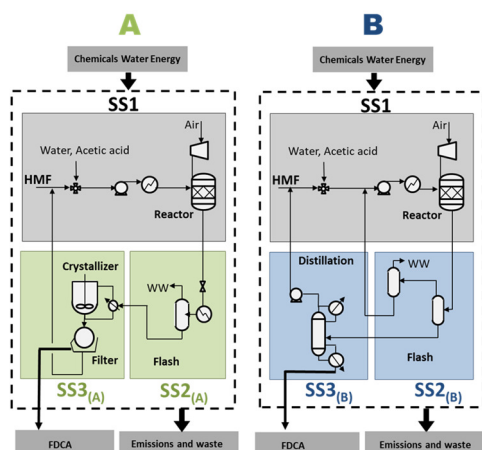 A
Chemicals Water Energy
SS1
Air
Water, Acetic acid
HMF
Reactor
Crystallizer
WW
Filter
Flash
SS3(A)
SS2(A)
FDCA
Emissions and waste
B
Chemicals Water Energy
SS1
Air
Water, Acetic acid
HMF
Reactor
Distillation
WW
Flash
SS3(B)
SS2(B)
FDCA
Emissions and waste